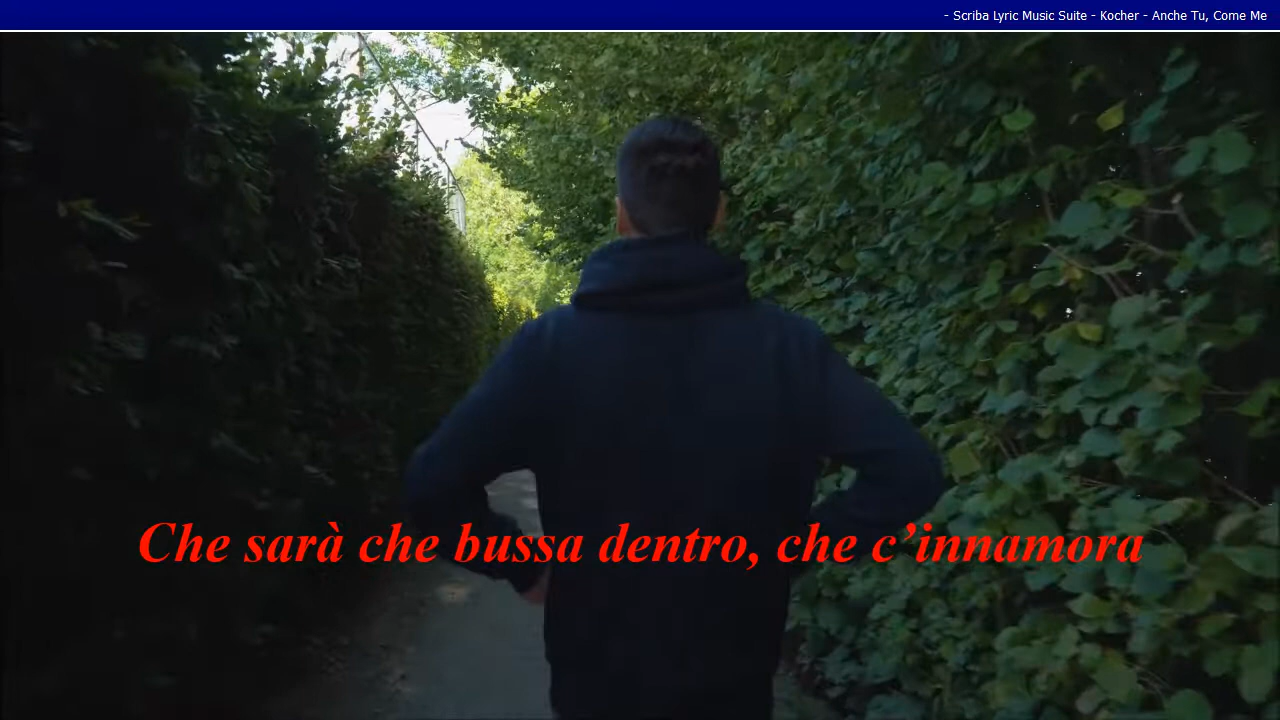 - Scriba Lyric Music Suite - Kocher - Anche Tu, Come Me
Che sarà che bussa dentro, che c’innamora